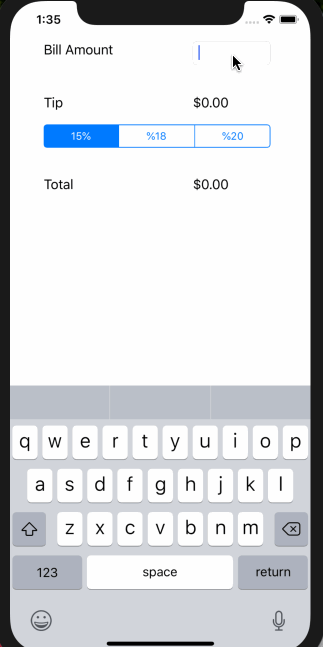 1:35
Bill Amount
Tip $0.00
15% %18 %20
Total $0.00
q w e r t y u i o p
a s d f g h j k l
z x c v b n m
123 space return